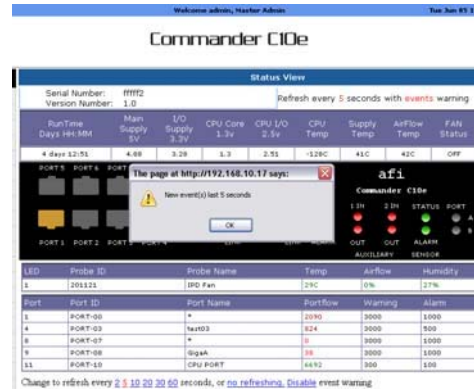 Welcome admin, Master Admin Tue Jun 05
Commander C10e
Status View
Serial Number: fffff2
Version Number: 1.0
Refresh every 5 seconds with events warning
RunTime Days HH:MM Main Supply 5V I/O Supply 3.3V CPU Core 1.3v CPU I/O 2.5v CPU Temp Supply Temp AirFlow Temp FAN Status
4 days 12:51 4.88 3.28 1.3 2.51 -128C 41C 42C OFF
PORT 5 PORT 6 PORT
The page at http://192.168.10.17 says:
New event(s) last 5 seconds
OK
afi
Commander C10e
1 IN 2 IN STATUS PORT
PORT 1 PORT 2 PORT
OUT OUT ALARM
AUXILIARY SENSOR
LED Probe ID Probe Name Temp Airflow Humidity
1 201121 IPD Fan 29C 0% 27%
Port Port ID Port Name Portflow Warning Alarm
1 PORT-00 * 2090 3000 1000
4 PORT-03 test03 824 3000 500
8 PORT-07 * 0 3000 1000
9 PORT-08 GigaA 38 3000 1000
11 PORT-10 CPU PORT 6692 300 100
Change to refresh every 2 5 10 20 30 60 seconds, or no refreshing, Disable event warning